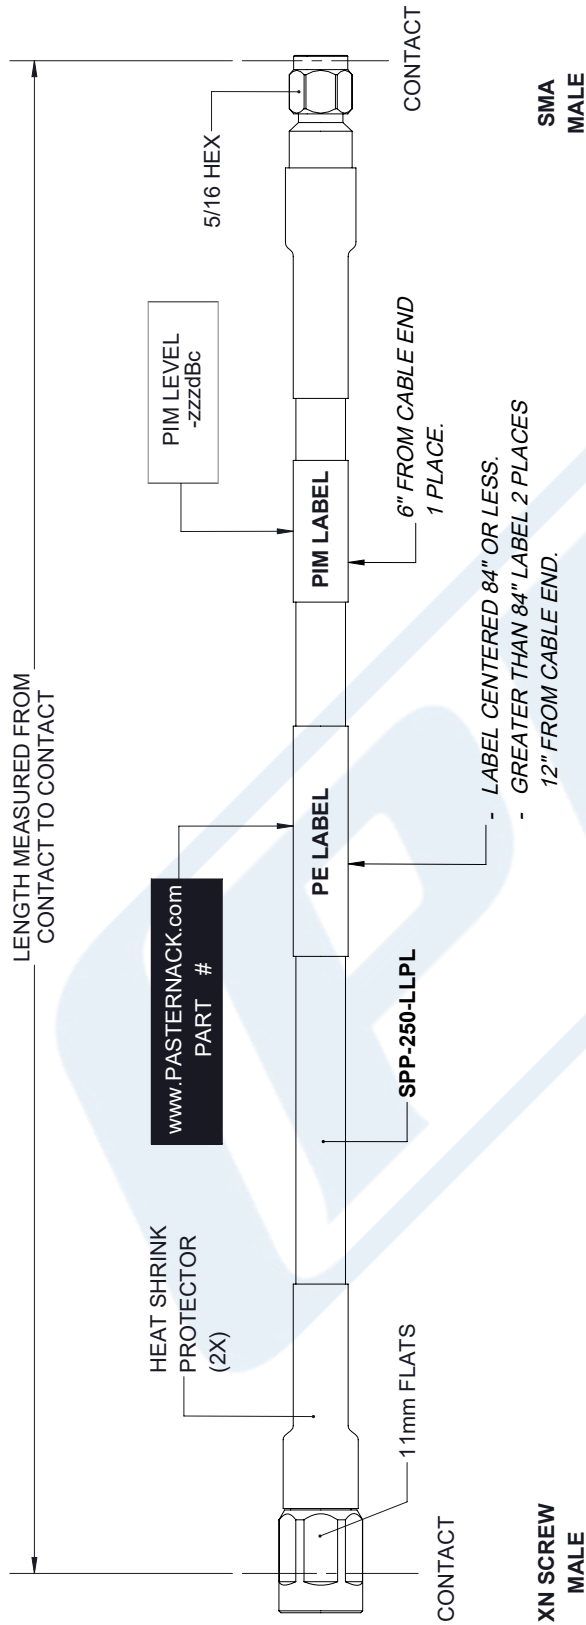 LENGTH MEASURED FROM
CONTACT TO CONTACT
HEAT SHRINK
PROTECTOR
(2X)
www.PASTERNACK.com
PART #
PIM LEVEL
-zzzdBc
5/16 HEX
PE LABEL
PIM LABEL
11mm FLATS
SPP-250-LLPL
6" FROM CABLE END
1 PLACE.
- LABEL CENTERED 84" OR LESS.
- GREATER THAN 84" LABEL 2 PLACES
12" FROM CABLE END.
CONTACT
CONTACT
XN SCREW
MALE
SMA
MALE